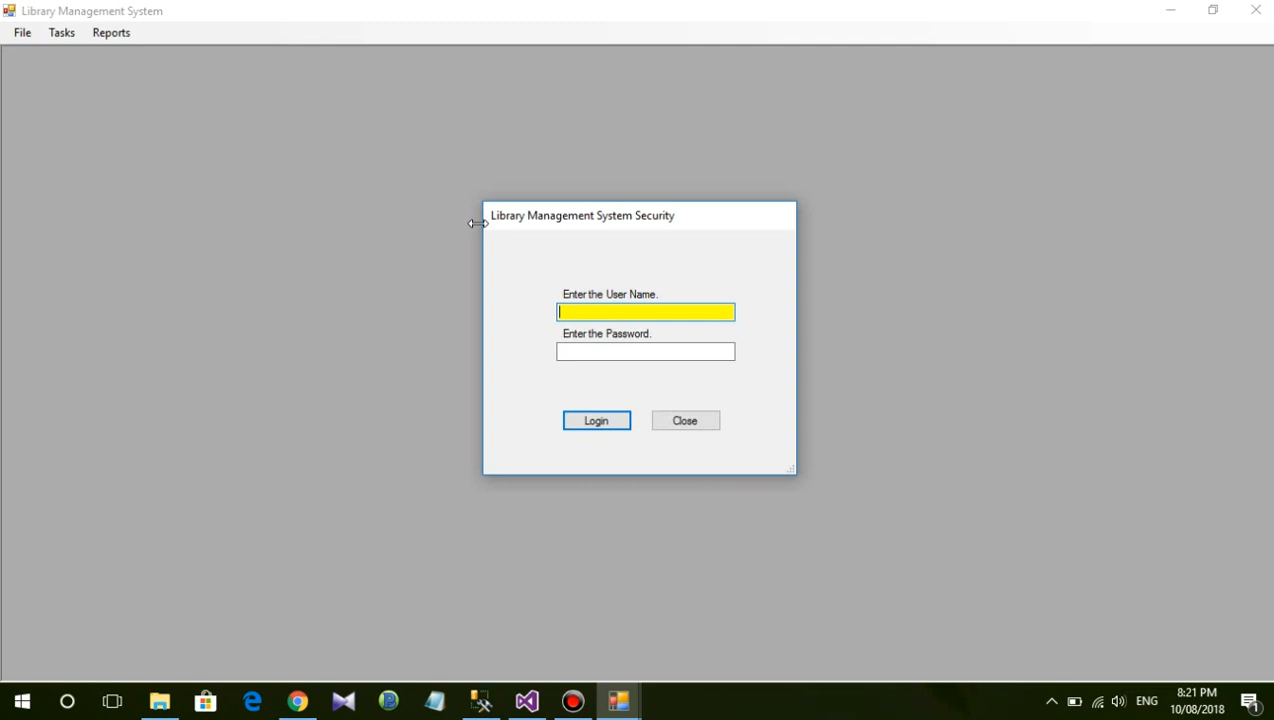 Library Management System
File Tasks Reports
Library Management System Security
Enter the User Name.
Enter the Password.
Login Close
ENG
8:21 PM
10/08/2018
1